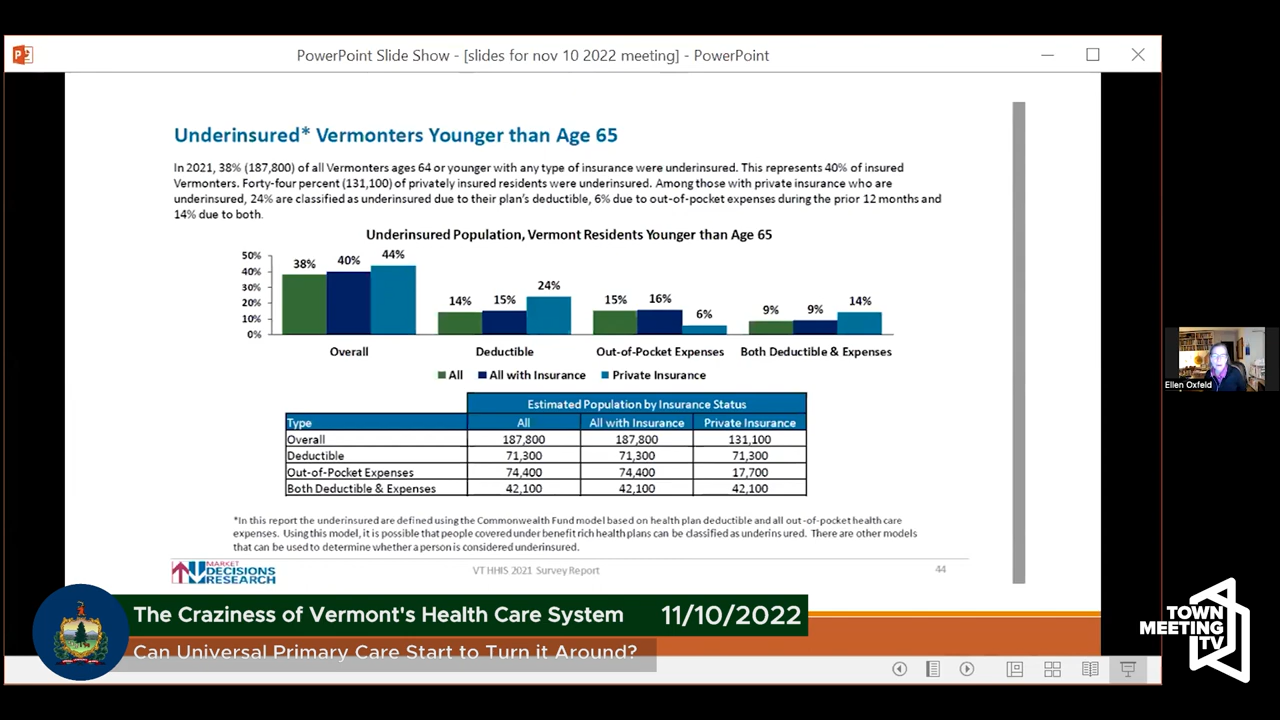 PowerPoint Slide Show - [slides for nov 10 2022 meeting] - PowerPoint
Underinsured* Vermonters Younger than Age 65
In 2021, 38% (187,800) of all Vermonters ages 64 or younger with any type of insurance were underinsured. This represents 40% of insured
Vermonters. Forty-four percent (131,100) of privately insured residents were underinsured. Among those with private insurance who are
underinsured, 24% are classified as underinsured due to their plan's deductible, 6% due to out-of-pocket expenses during the prior 12 months and
14% due to both.
Underinsured Population, Vermont Residents Younger than Age 65
50%
40%
30%
20%
10%
0%
38% 40% 44%
14% 15% 24%
15% 16% 6%
9% 9% 14%
Overall Deductible Out-of-Pocket Expenses Both Deductible & Expenses
All All with Insurance Private Insurance
Estimated Population by Insurance Status
Type All All with Insurance Private Insurance
Overall 187,800 187,800 131,100
Deductible 71,300 71,300 71,300
Out-of-Pocket Expenses 74,400 74,400 17,700
Both Deductible & Expenses 42,100 42,100 42,100
*In this report the underinsured are defined using the Commonwealth Fund model based on health plan deductible and all out-of-pocket health care
expenses. Using this model, it is possible that people covered under benefit rich health plans can be classified as underinsured. There are other models
that can be used to determine whether a person is considered underinsured.
MARKET
DECISIONS
RESEARCH
VT HHIS 2021 Survey Report
44
Ellen Oxfeld
The Craziness of Vermont's Health Care System 11/10/2022
Can Universal Primary Care Start to Turn it Around?
TOWN
MEETING
TV